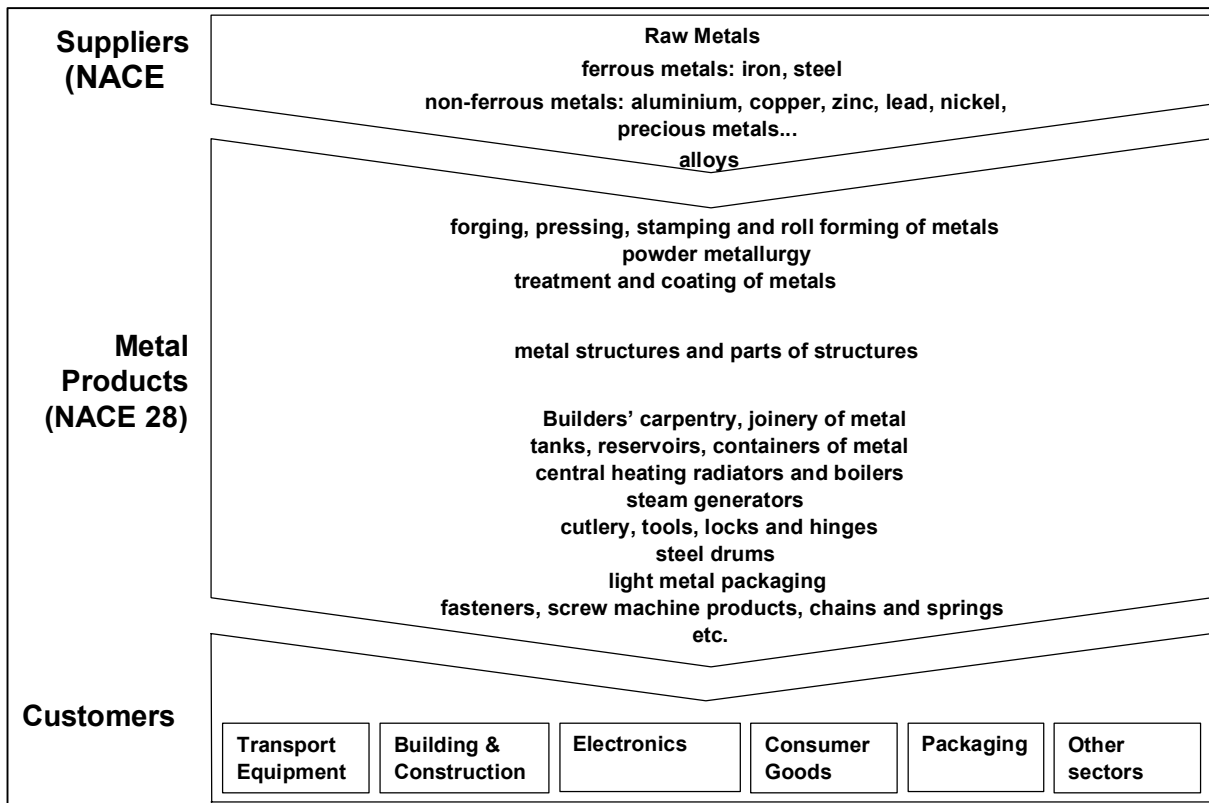 Suppliers
(NACE
Raw Metals
ferrous metals: iron, steel
non-ferrous metals: aluminium, copper, zinc, lead, nickel,
precious metals...
alloys
Metal
Products
(NACE 28)
forging, pressing, stamping and roll forming of metals
powder metallurgy
treatment and coating of metals
metal structures and parts of structures
Builders’ carpentry, joinery of metal
tanks, reservoirs, containers of metal
central heating radiators and boilers
steam generators
cutlery, tools, locks and hinges
steel drums
light metal packaging
fasteners, screw machine products, chains and springs
etc.
Customers
Transport
Equipment
Building &
Construction
Electronics
Consumer
Goods
Packaging
Other
sectors